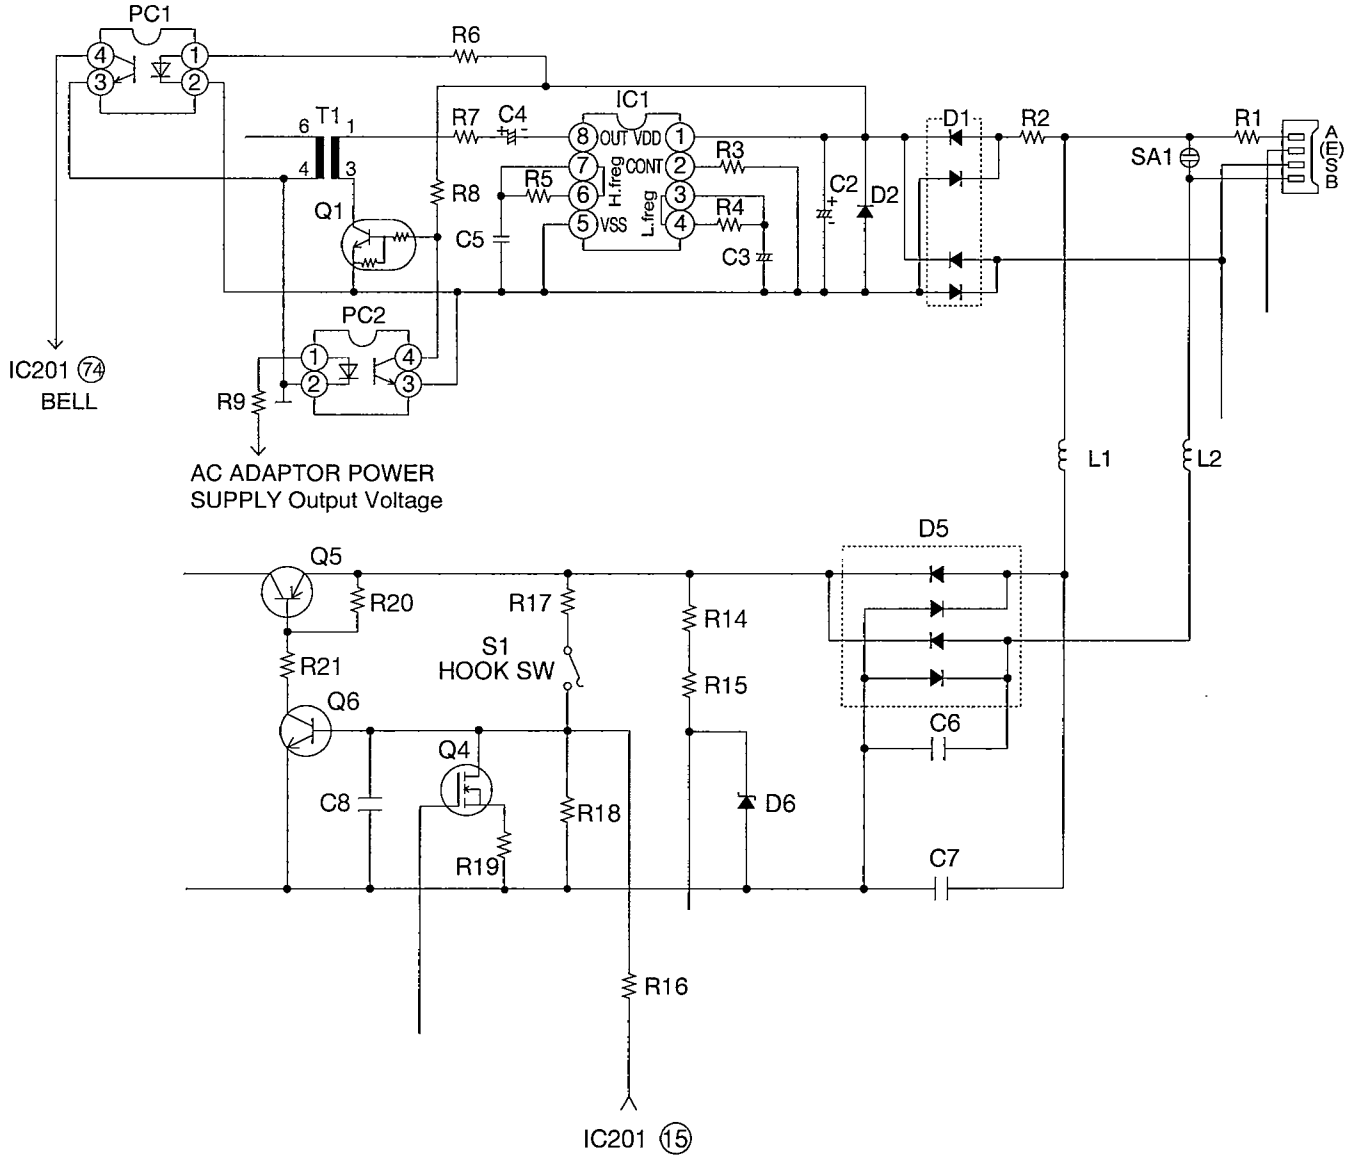 PC1
4
1
3
2
R6
IC1
T1
6
1
4
3
R7
C4
+
-
8
OUT
VDD
1
7
CONT
2
R3
H.freq
R5
6
3
L.freq
5
VSS
4
R4
C5
C3
C2
+
-
D2
D1
R2
R1
SA1
A
(E)
S
B
Q1
R8
PC2
1
4
2
3
R9
IC201 74
BELL
AC ADAPTOR POWER
SUPPLY Output Voltage
L1
L2
D5
Q5
R20
R17
R14
S1
HOOK SW
R21
R15
Q6
Q4
C6
C8
R18
D6
R19
C7
R16
IC201 15